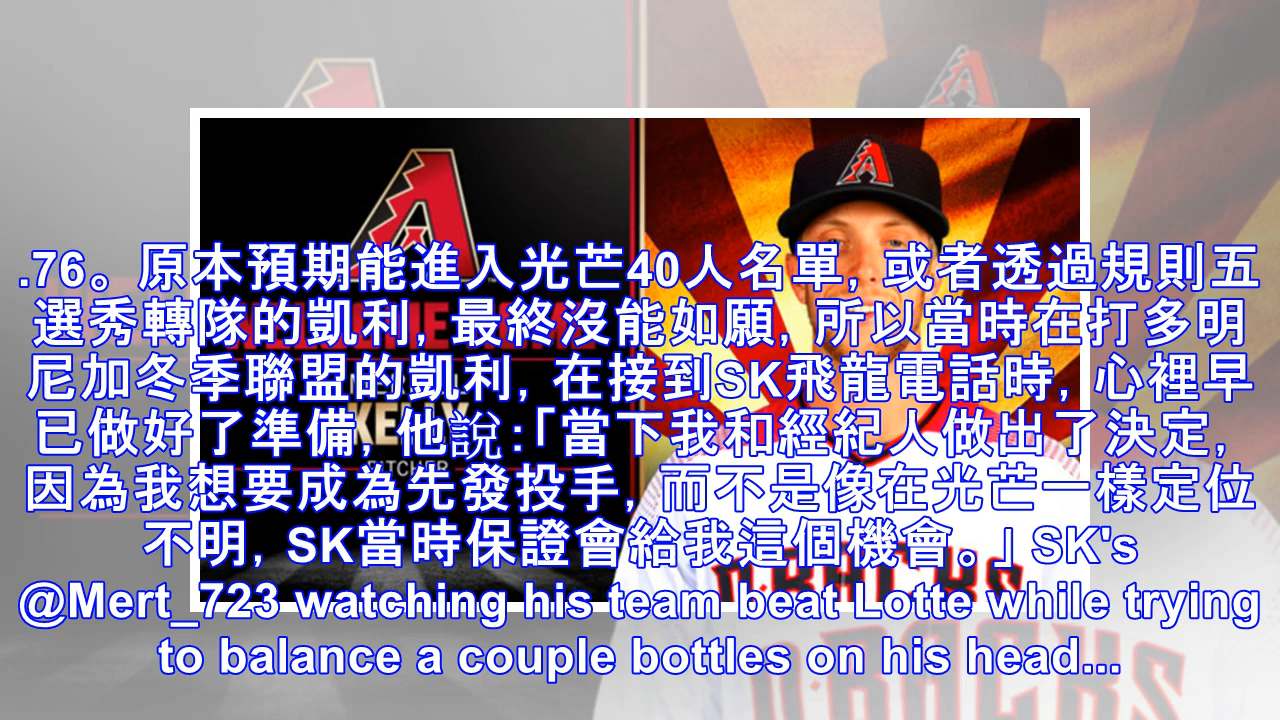 .76。原本預期能進入光芒40人名單, 或者透過規則五
選秀轉隊的凱利, 最終沒能如願, 所以當時在打多明
尼加冬季聯盟的凱利, 在接到SK飛龍電話時, 心裡早
已做好了準備, 他説:「當下我和經紀人做出了決定,
因為我想要成為先發投手, 而不是像在光芒一樣定位
不明, SK當時保證會給我這個機會。」SK's
@Mert_723 watching his team beat Lotte while trying
to balance a couple bottles on his head...
KELLY
PITCHER
D·BACKS